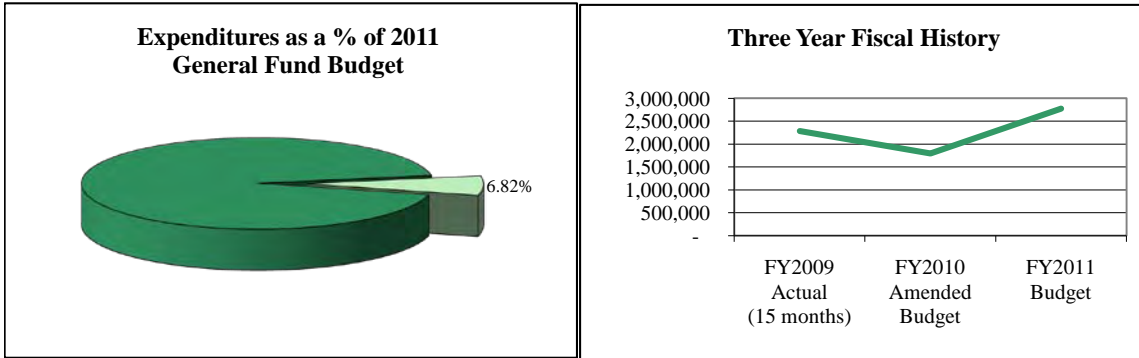 Expenditures as a % of 2011
General Fund Budget
6.82%
Three Year Fiscal History
3,000,000
2,500,000
2,000,000
1,500,000
1,000,000
500,000
-
FY2009
Actual
(15 months)
FY2010
Amended
Budget
FY2011
Budget